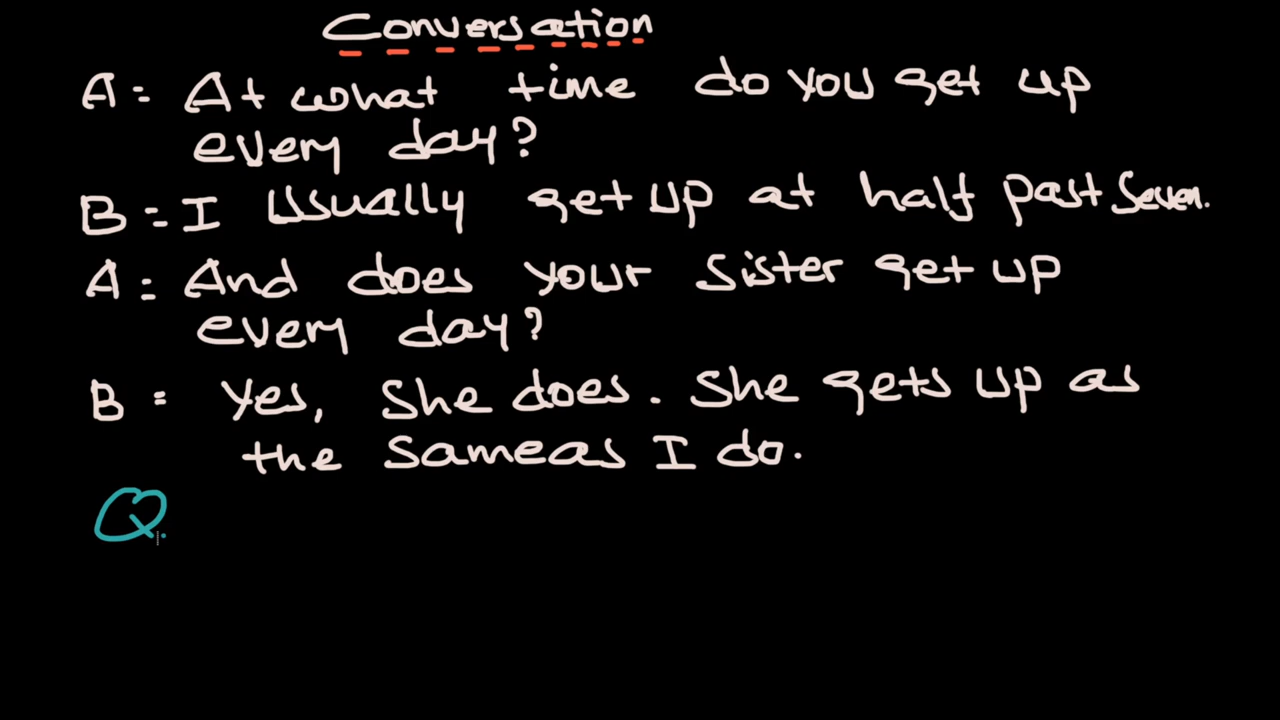 Conversation
A = At what time do you get up
every day?
B = I usually get up at half past seven.
A = And does your sister get up
every day?
B = Yes, she does. She gets up as
the sameas I do.
Q.